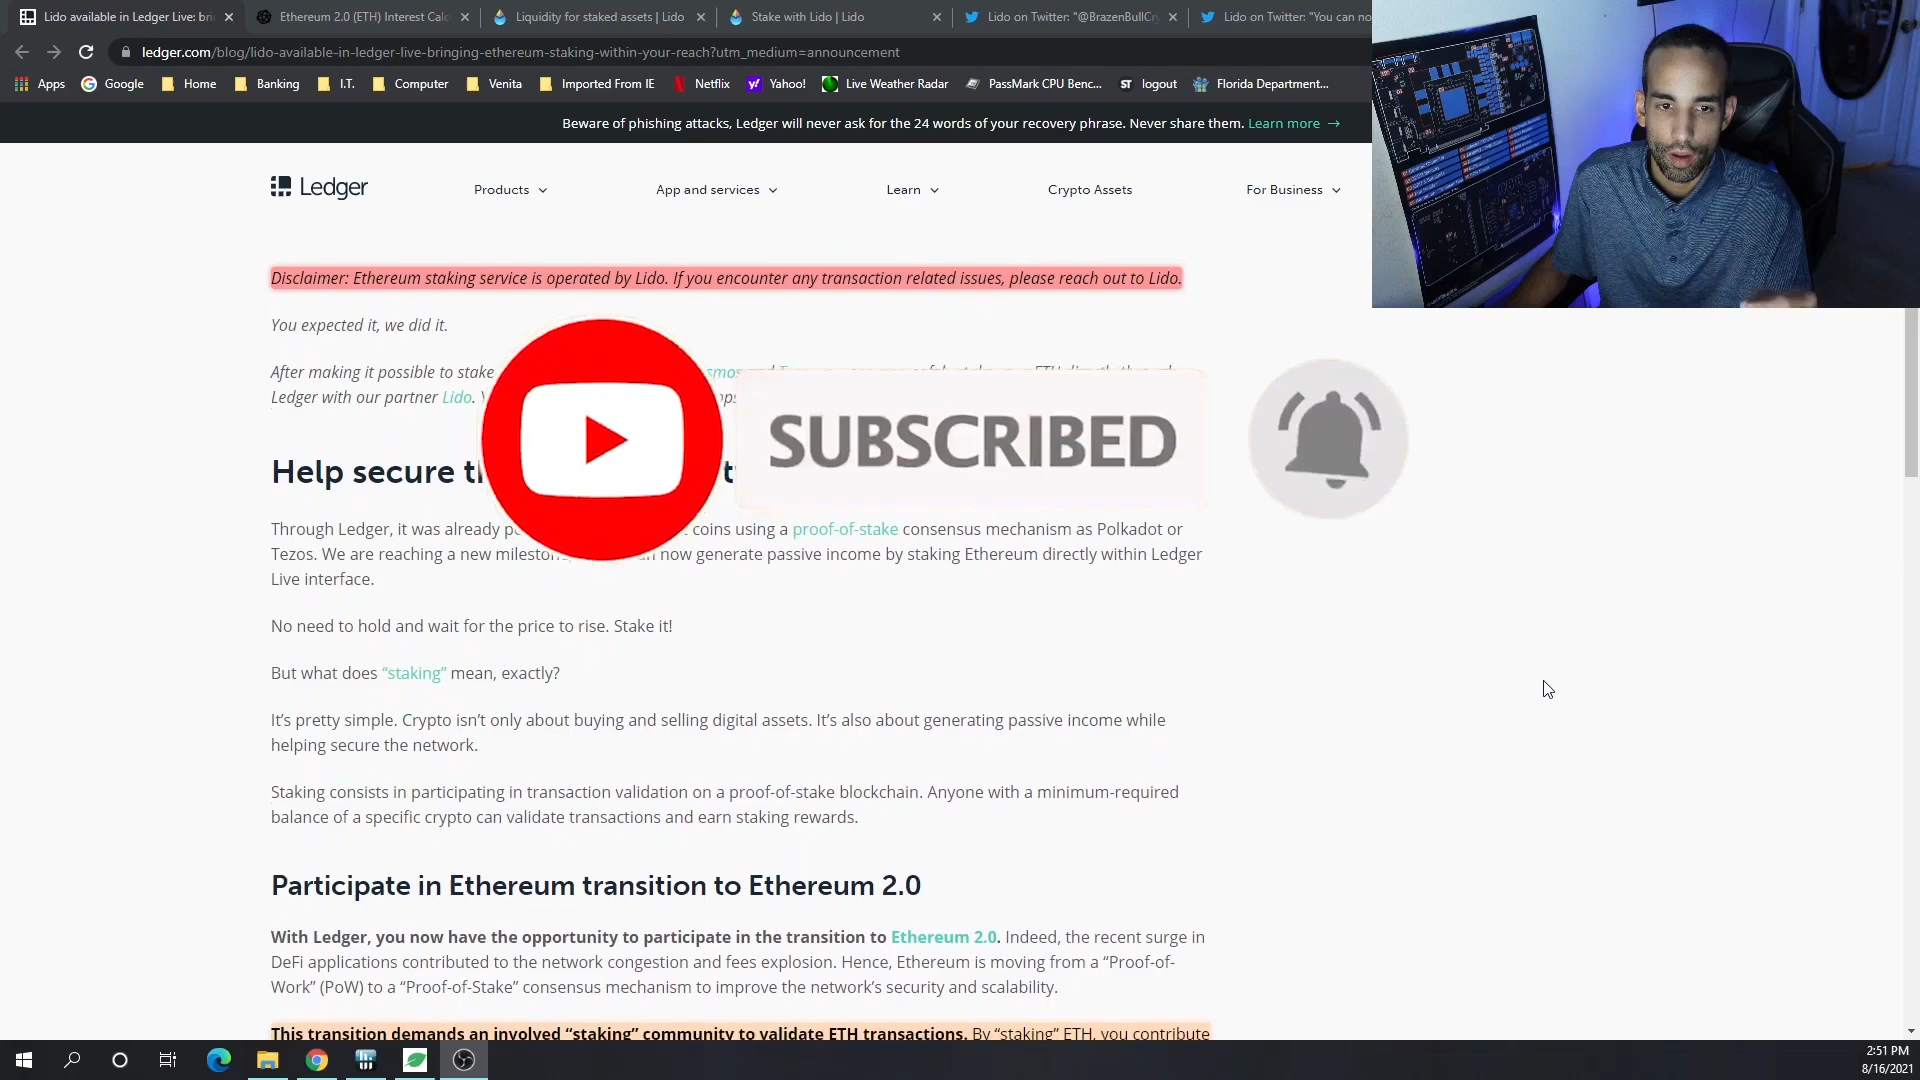 Lido available in Ledger Live: bri
Ethereum 2.0 (ETH) Interest Calc
Liquidity for staked assets | Lido
Stake with Lido | Lido
Lido on Twitter: "@BrazenBullCry
Lido on Twitter: "You can no
ledger.com/blog/lido-available-in-ledger-live-bringing-ethereum-staking-within-your-reach?utm_medium=announcement
Apps Google Home Banking I.T. Computer Venita Imported From IE Netflix Yahoo! Live Weather Radar PassMark CPU Benc... ST logout Florida Department...
Beware of phishing attacks, Ledger will never ask for the 24 words of your recovery phrase. Never share them. Learn more →
Ledger Products App and services Learn Crypto Assets For Business
Disclaimer: Ethereum staking service is operated by Lido. If you encounter any transaction related issues, please reach out to Lido.
You expected it, we did it.
After making it possible to stake
Ledger with our partner Lido.
SUBSCRIBED
Help secure
Through Ledger, it was already coins using a proof-of-stake consensus mechanism as Polkadot or
Tezos. We are reaching a new now generate passive income by staking Ethereum directly within Ledger
Live interface.
No need to hold and wait for the price to rise. Stake it!
But what does “staking” mean, exactly?
It’s pretty simple. Crypto isn’t only about buying and selling digital assets. It’s also about generating passive income while
helping secure the network.
Staking consists in participating in transaction validation on a proof-of-stake blockchain. Anyone with a minimum-required
balance of a specific crypto can validate transactions and earn staking rewards.
Participate in Ethereum transition to Ethereum 2.0
With Ledger, you now have the opportunity to participate in the transition to Ethereum 2.0. Indeed, the recent surge in
DeFi applications contributed to the network congestion and fees explosion. Hence, Ethereum is moving from a “Proof-of-
Work” (PoW) to a “Proof-of-Stake” consensus mechanism to improve the network’s security and scalability.
This transition demands an involved “staking” community to validate ETH transactions. By “staking” ETH, you contribute
2:51 PM
8/16/2021